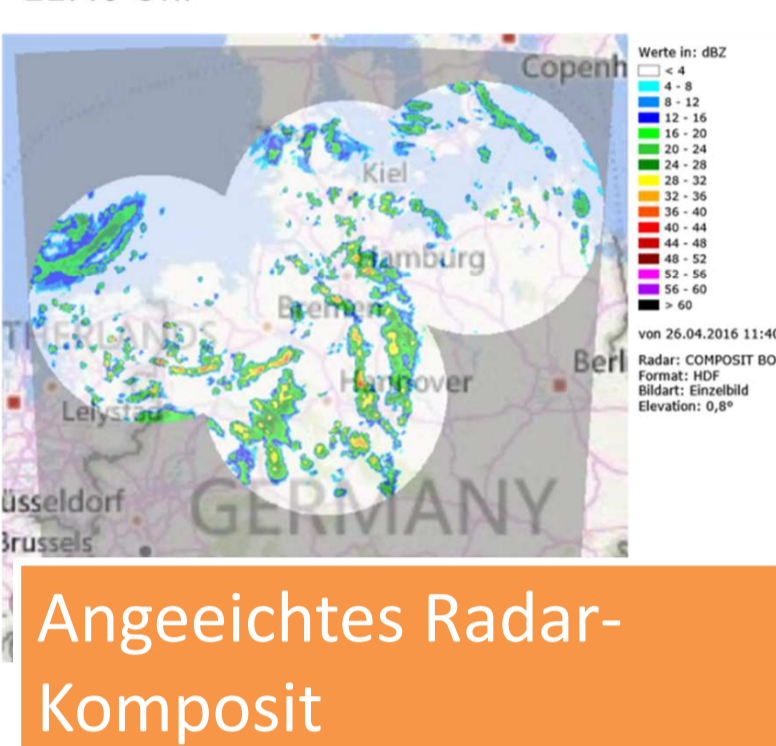 Copenh
Kiel
Hamburg
Bremen
THERLANDS
Hannover
Berl
Lelystad
GERMANY
üsseldorf
Brussels
Werte in: dBZ
< 4
4 - 8
8 - 12
12 - 16
16 - 20
20 - 24
24 - 28
28 - 32
32 - 36
36 - 40
40 - 44
44 - 48
48 - 52
52 - 56
56 - 60
> 60
von 26.04.2016 11:40
Radar: COMPOSIT BO
Format: HDF
Bildart: Einzelbild
Elevation: 0,8°
Angeeichtes Radar-
Komposit